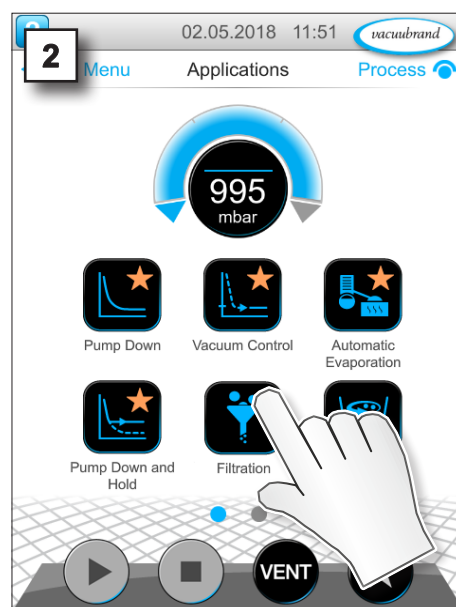 02.05.2018 11:51 vacuubrand
2 Menu Applications Process
995
mbar
Pump Down Vacuum Control Automatic
Evaporation
Pump Down and
Hold
Filtration
VENT